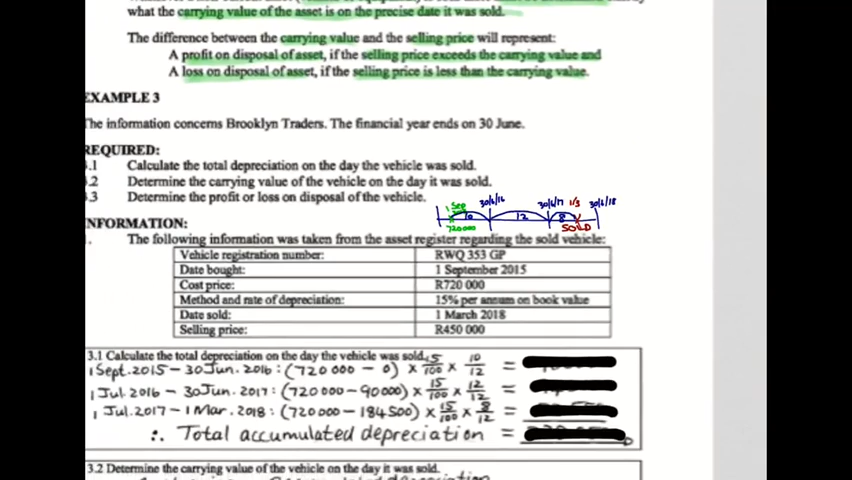 what the carrying value of the asset is on the precise date it was sold.
The difference between the carrying value and the selling price will represent:
A profit on disposal of asset, if the selling price exceeds the carrying value and
A loss on disposal of asset, if the selling price is less than the carrying value.
EXAMPLE 3
The information concerns Brooklyn Traders. The financial year ends on 30 June.
REQUIRED:
.1 Calculate the total depreciation on the day the vehicle was sold.
.2 Determine the carrying value of the vehicle on the day it was sold.
.3 Determine the profit or loss on disposal of the vehicle.
1 Sep 30/6/16 30/6/17 1/3 30/6/18
10 12 8
720000 SOLD
INFORMATION:
. The following information was taken from the asset register regarding the sold vehicle:
Vehicle registration number: RWQ 353 GP
Date bought: 1 September 2015
Cost price: R720 000
Method and rate of depreciation: 15% per annum on book value
Date sold: 1 March 2018
Selling price: R450 000
3.1 Calculate the total depreciation on the day the vehicle was sold.
1 Sept. 2015 – 30 Jun. 2016 : (720 000 – 0) × 15/100 × 10/12 =
1 Jul. 2016 – 30 Jun. 2017 : (720 000 – 90000) × 15/100 × 12/12 =
1 Jul. 2017 – 1 Mar. 2018 : (720 000 – 184 500) × 15/100 × 8/12 =
∴ Total accumulated depreciation =
3.2 Determine the carrying value of the vehicle on the day it was sold.